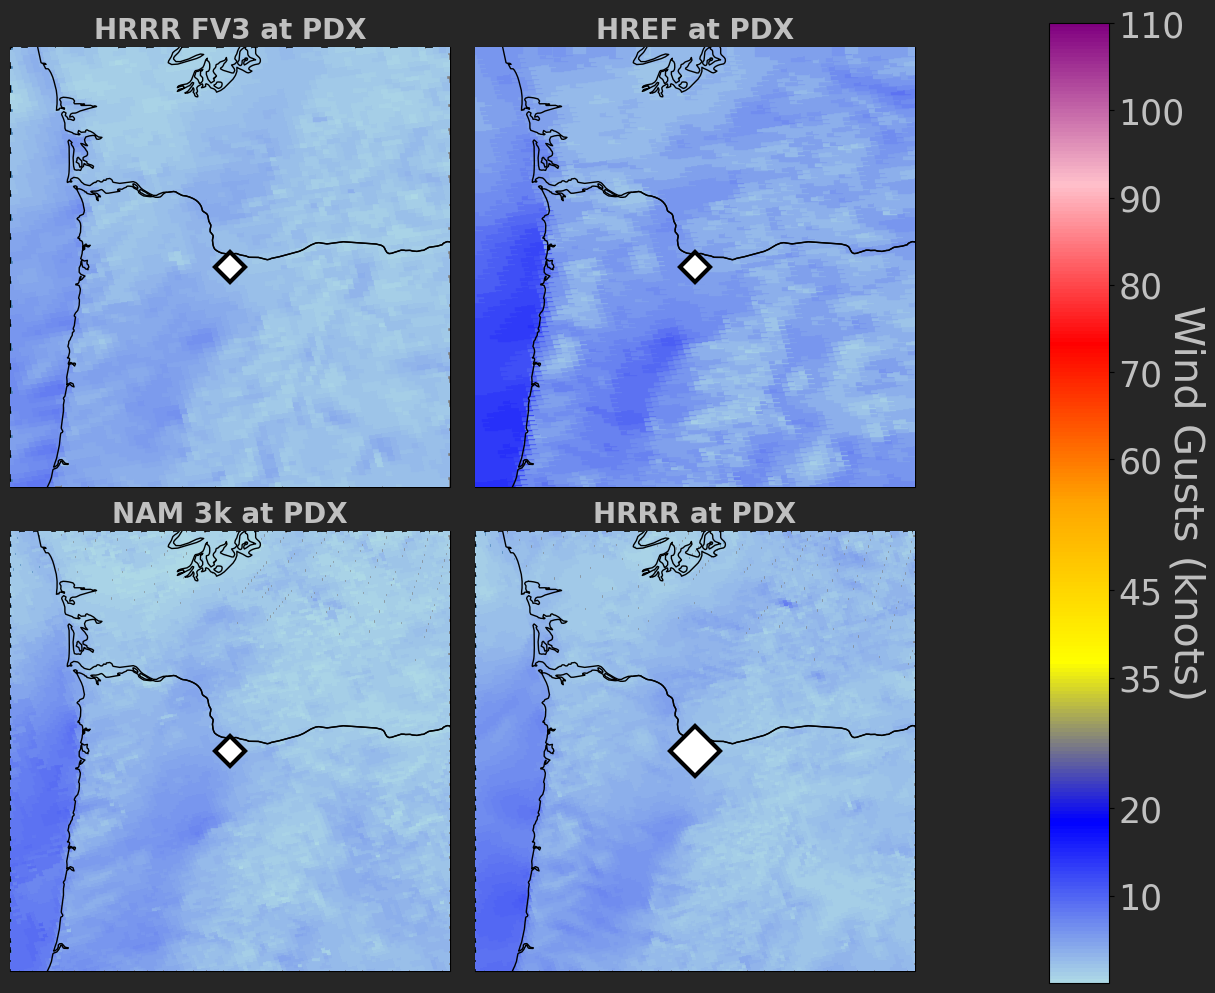 HRRR FV3 at PDX
HREF at PDX
NAM 3k at PDX
HRRR at PDX
110
100
90
80
70
60
45
35
20
10
Wind Gusts (knots)